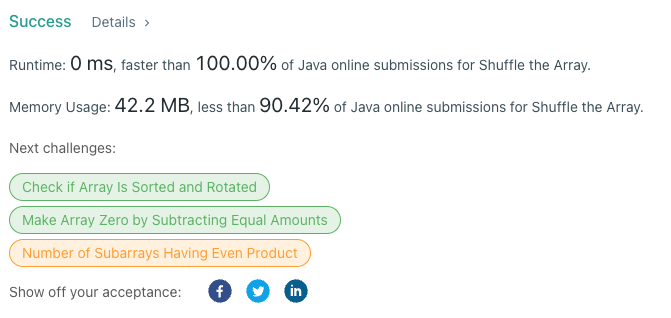 Success Details >
Runtime: 0 ms, faster than 100.00% of Java online submissions for Shuffle the Array.
Memory Usage: 42.2 MB, less than 90.42% of Java online submissions for Shuffle the Array.
Next challenges:
Check if Array Is Sorted and Rotated
Make Array Zero by Subtracting Equal Amounts
Number of Subarrays Having Even Product
Show off your acceptance: f in